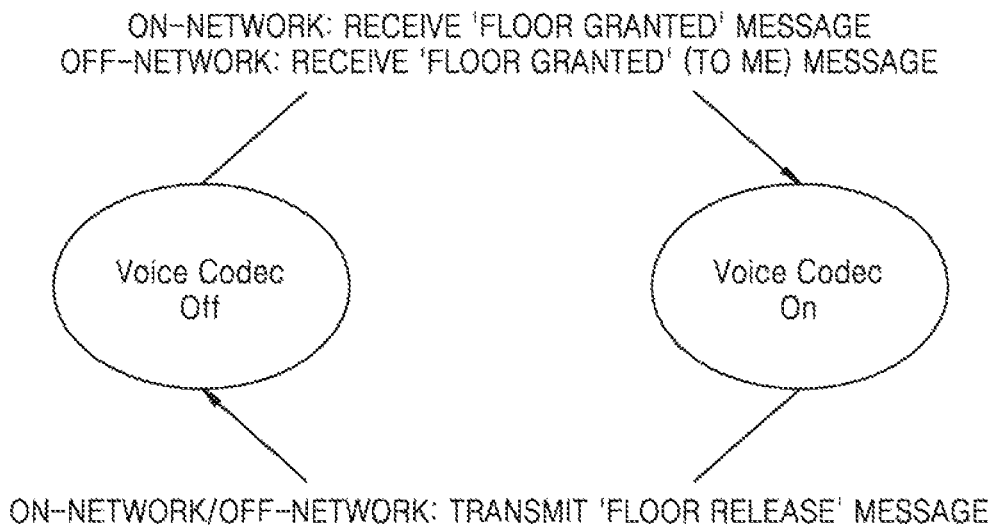 ON-NETWORK: RECEIVE 'FLOOR GRANTED' MESSAGE
OFF-NETWORK: RECEIVE 'FLOOR GRANTED' (TO ME) MESSAGE
Voice Codec
Off
Voice Codec
On
ON-NETWORK/OFF-NETWORK: TRANSMIT 'FLOOR RELEASE' MESSAGE